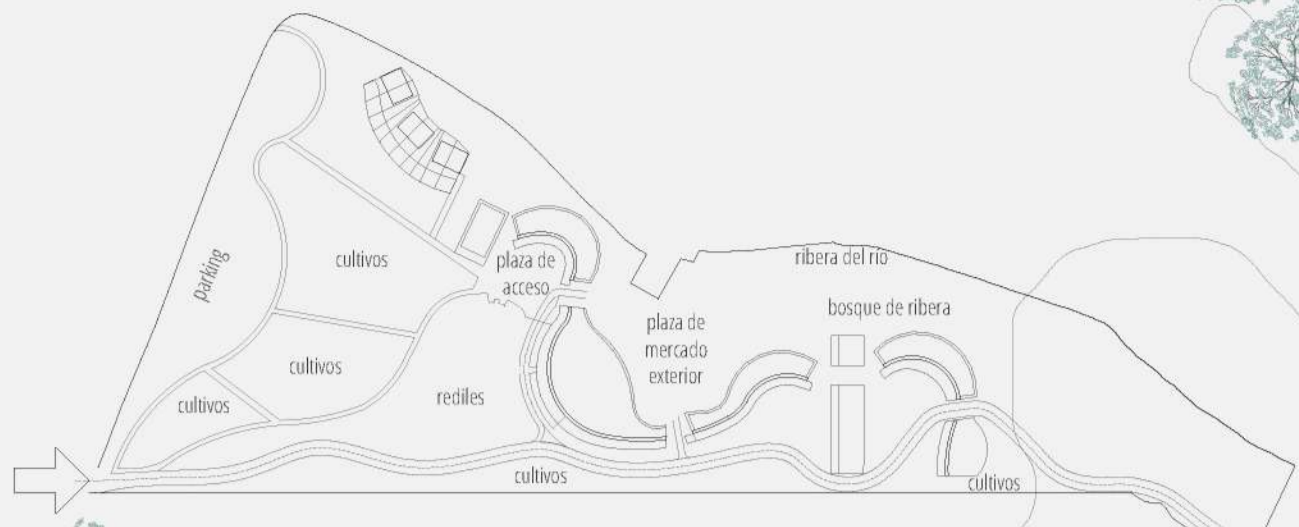 parking
cultivos
cultivos
cultivos
rediles
plaza de
acceso
plaza de
mercado
exterior
ribera del río
bosque de ribera
cultivos
cultivos